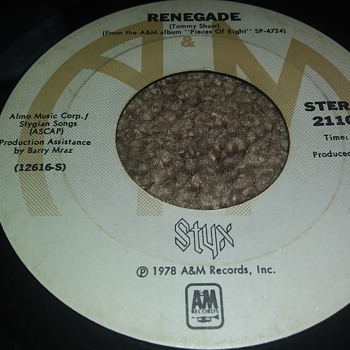 RENEGADE
(Tommy Shaw)
(From the A&M album "Pieces Of Eight" SP-4724)
&
Almo Music Corp./
Stygian Songs
(ASCAP)
Production Assistance
by Barry Mraz
(12616-S)
STER
2110
Time:
Produced
Styx
℗ 1978 A&M Records, Inc.
A&M
RECORDS